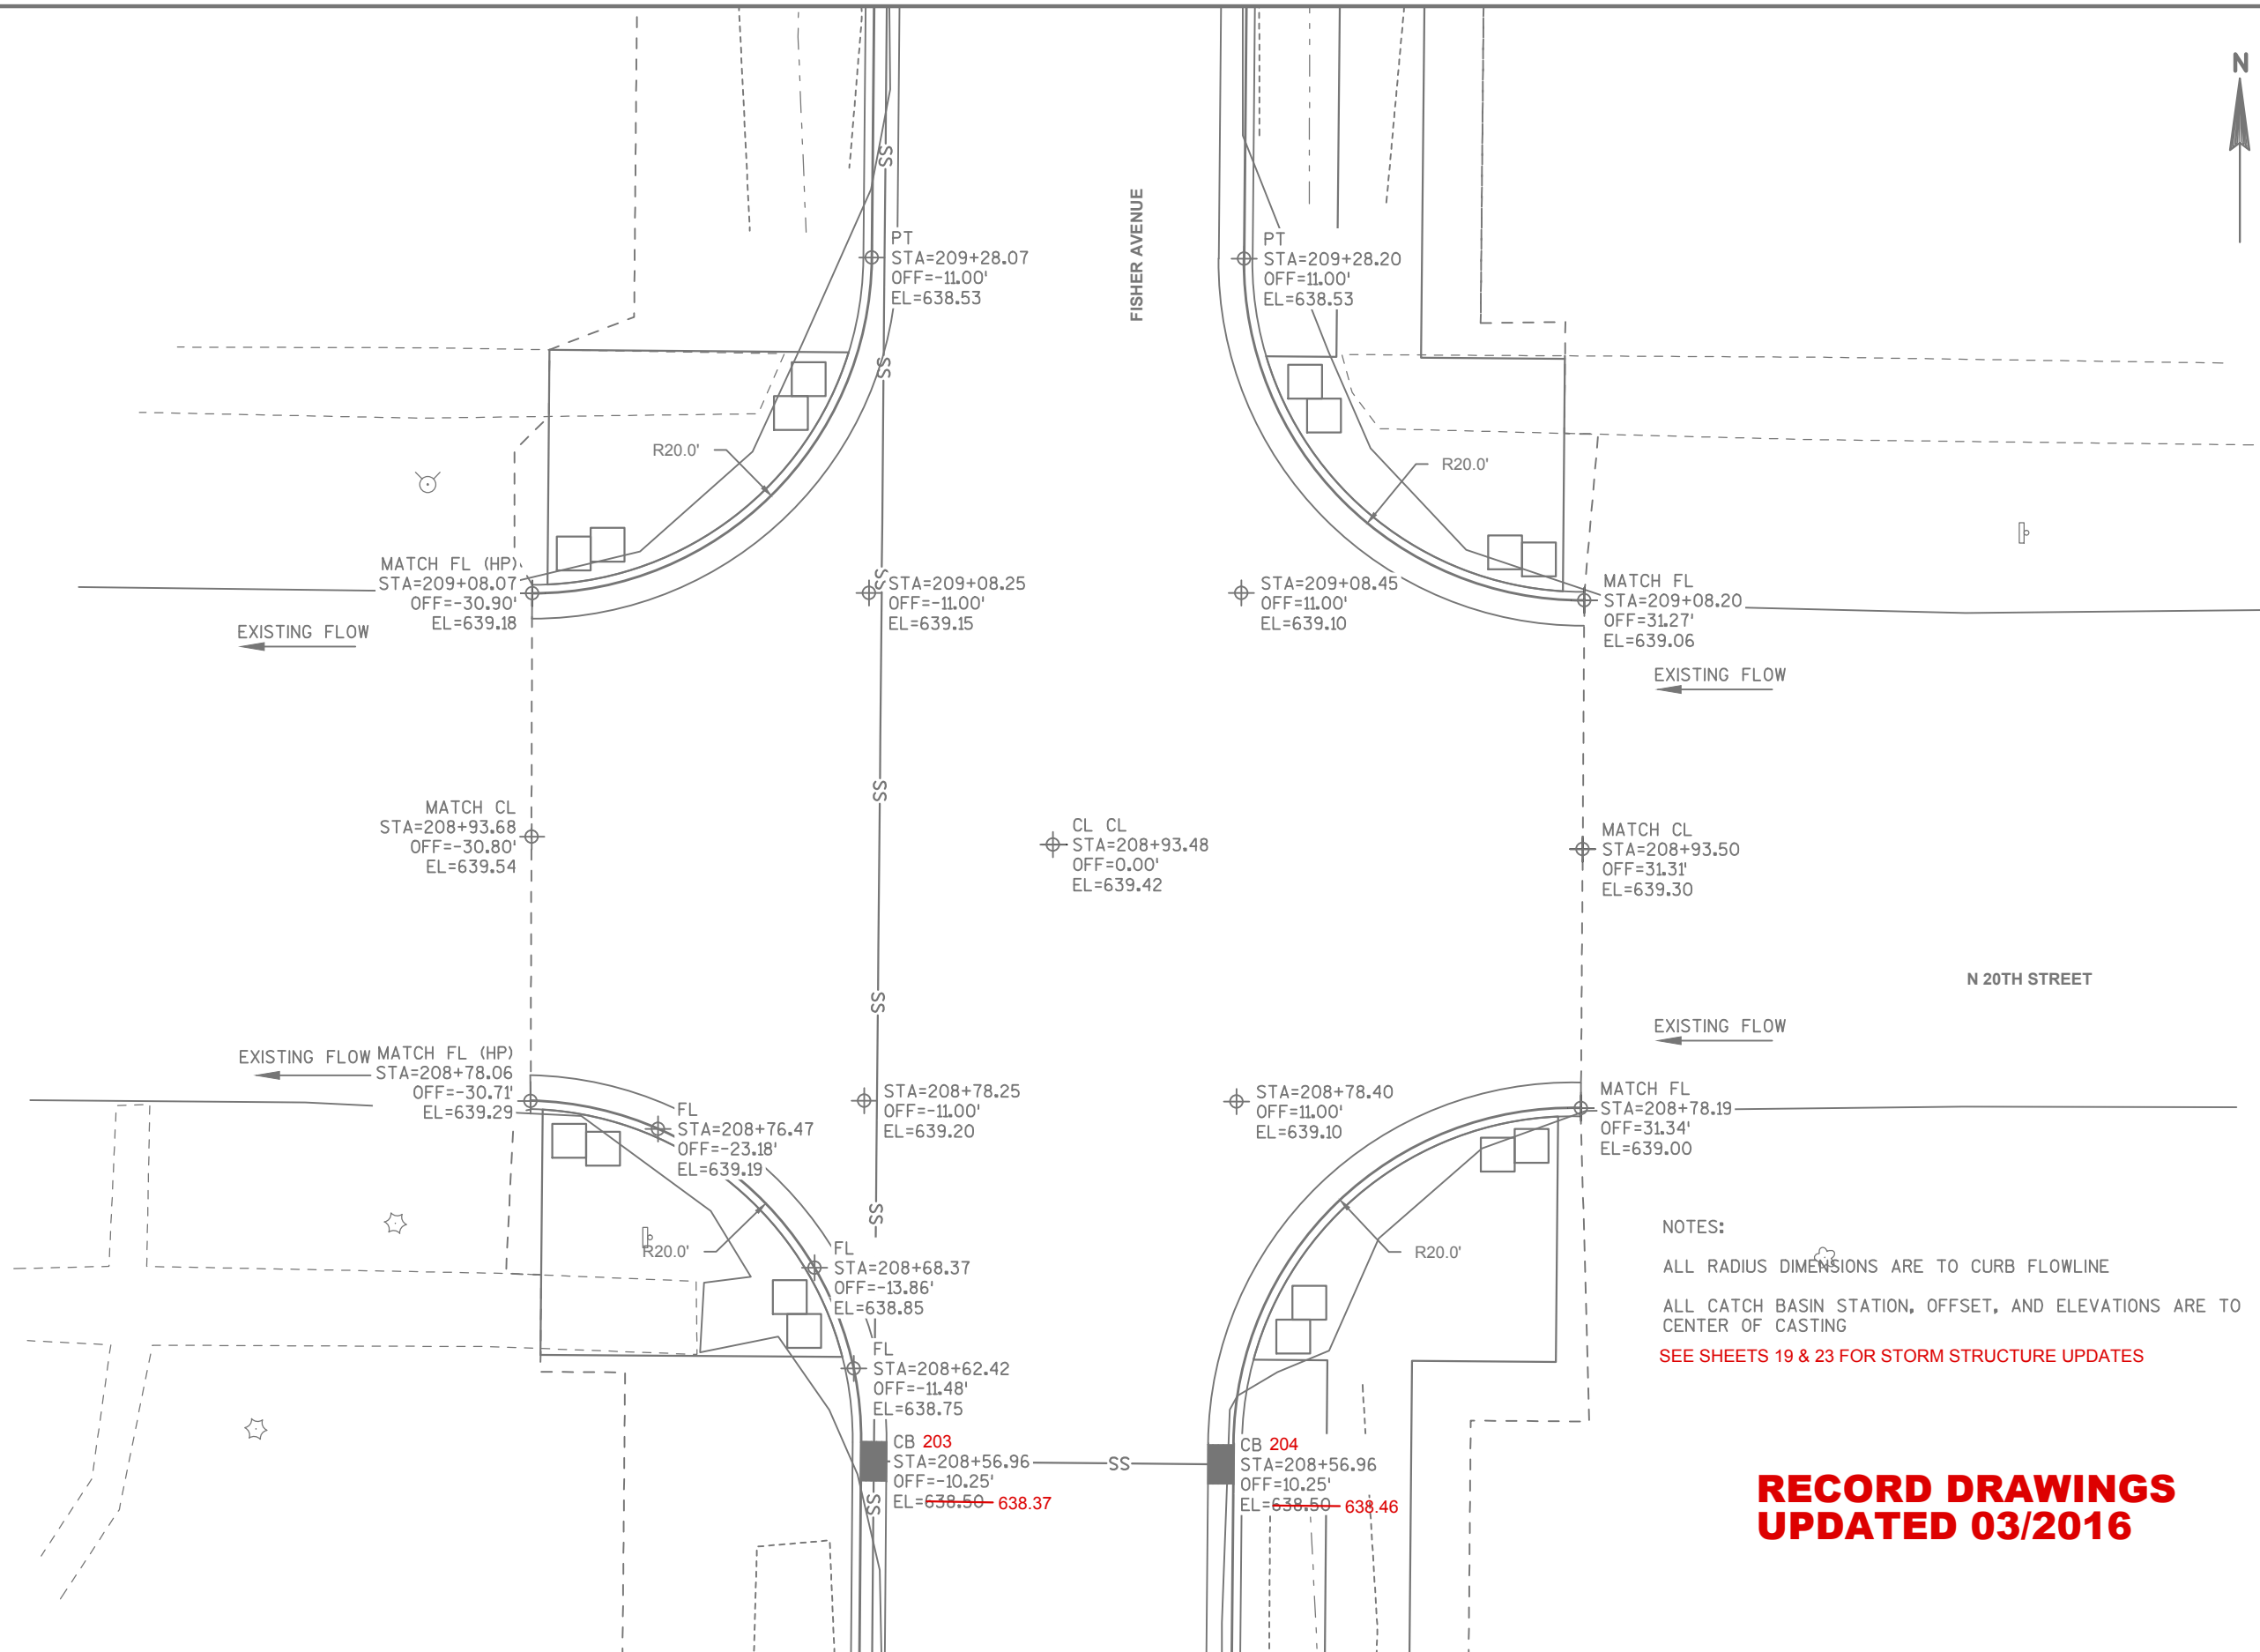 N
FISHER AVENUE
SS
PT
STA=209+28.07
OFF=-11.00'
EL=638.53
PT
STA=209+28.20
OFF=11.00'
EL=638.53
SS
R20.0'
R20.0'
MATCH FL (HP)
STA=209+08.07
OFF=-30.90'
EL=639.18
SS
STA=209+08.25
OFF=-11.00'
EL=639.15
STA=209+08.45
OFF=11.00'
EL=639.10
MATCH FL
STA=209+08.20
OFF=31.27'
EL=639.06
EXISTING FLOW
EXISTING FLOW
SS
MATCH CL
STA=208+93.68
OFF=-30.80'
EL=639.54
CL CL
STA=208+93.48
OFF=0.00'
EL=639.42
MATCH CL
STA=208+93.50
OFF=31.31'
EL=639.30
N 20TH STREET
SS
EXISTING FLOW
EXISTING FLOW
MATCH FL (HP)
STA=208+78.06
OFF=-30.71'
EL=639.29
FL
STA=208+76.47
OFF=-23.18'
EL=639.19
STA=208+78.25
OFF=-11.00'
EL=639.20
STA=208+78.40
OFF=11.00'
EL=639.10
MATCH FL
STA=208+78.19
OFF=31.34'
EL=639.00
SS
R20.0'
R20.0'
FL
STA=208+68.37
OFF=-13.86'
EL=638.85
FL
STA=208+62.42
OFF=-11.48'
EL=638.75
NOTES:
ALL RADIUS DIMENSIONS ARE TO CURB FLOWLINE
ALL CATCH BASIN STATION, OFFSET, AND ELEVATIONS ARE TO
CENTER OF CASTING
SEE SHEETS 19 & 23 FOR STORM STRUCTURE UPDATES
CB 203
STA=208+56.96
OFF=-10.25'
EL=638.50 638.37
SS
SS
CB 204
STA=208+56.96
OFF=10.25'
EL=638.50 638.46
RECORD DRAWINGS
UPDATED 03/2016